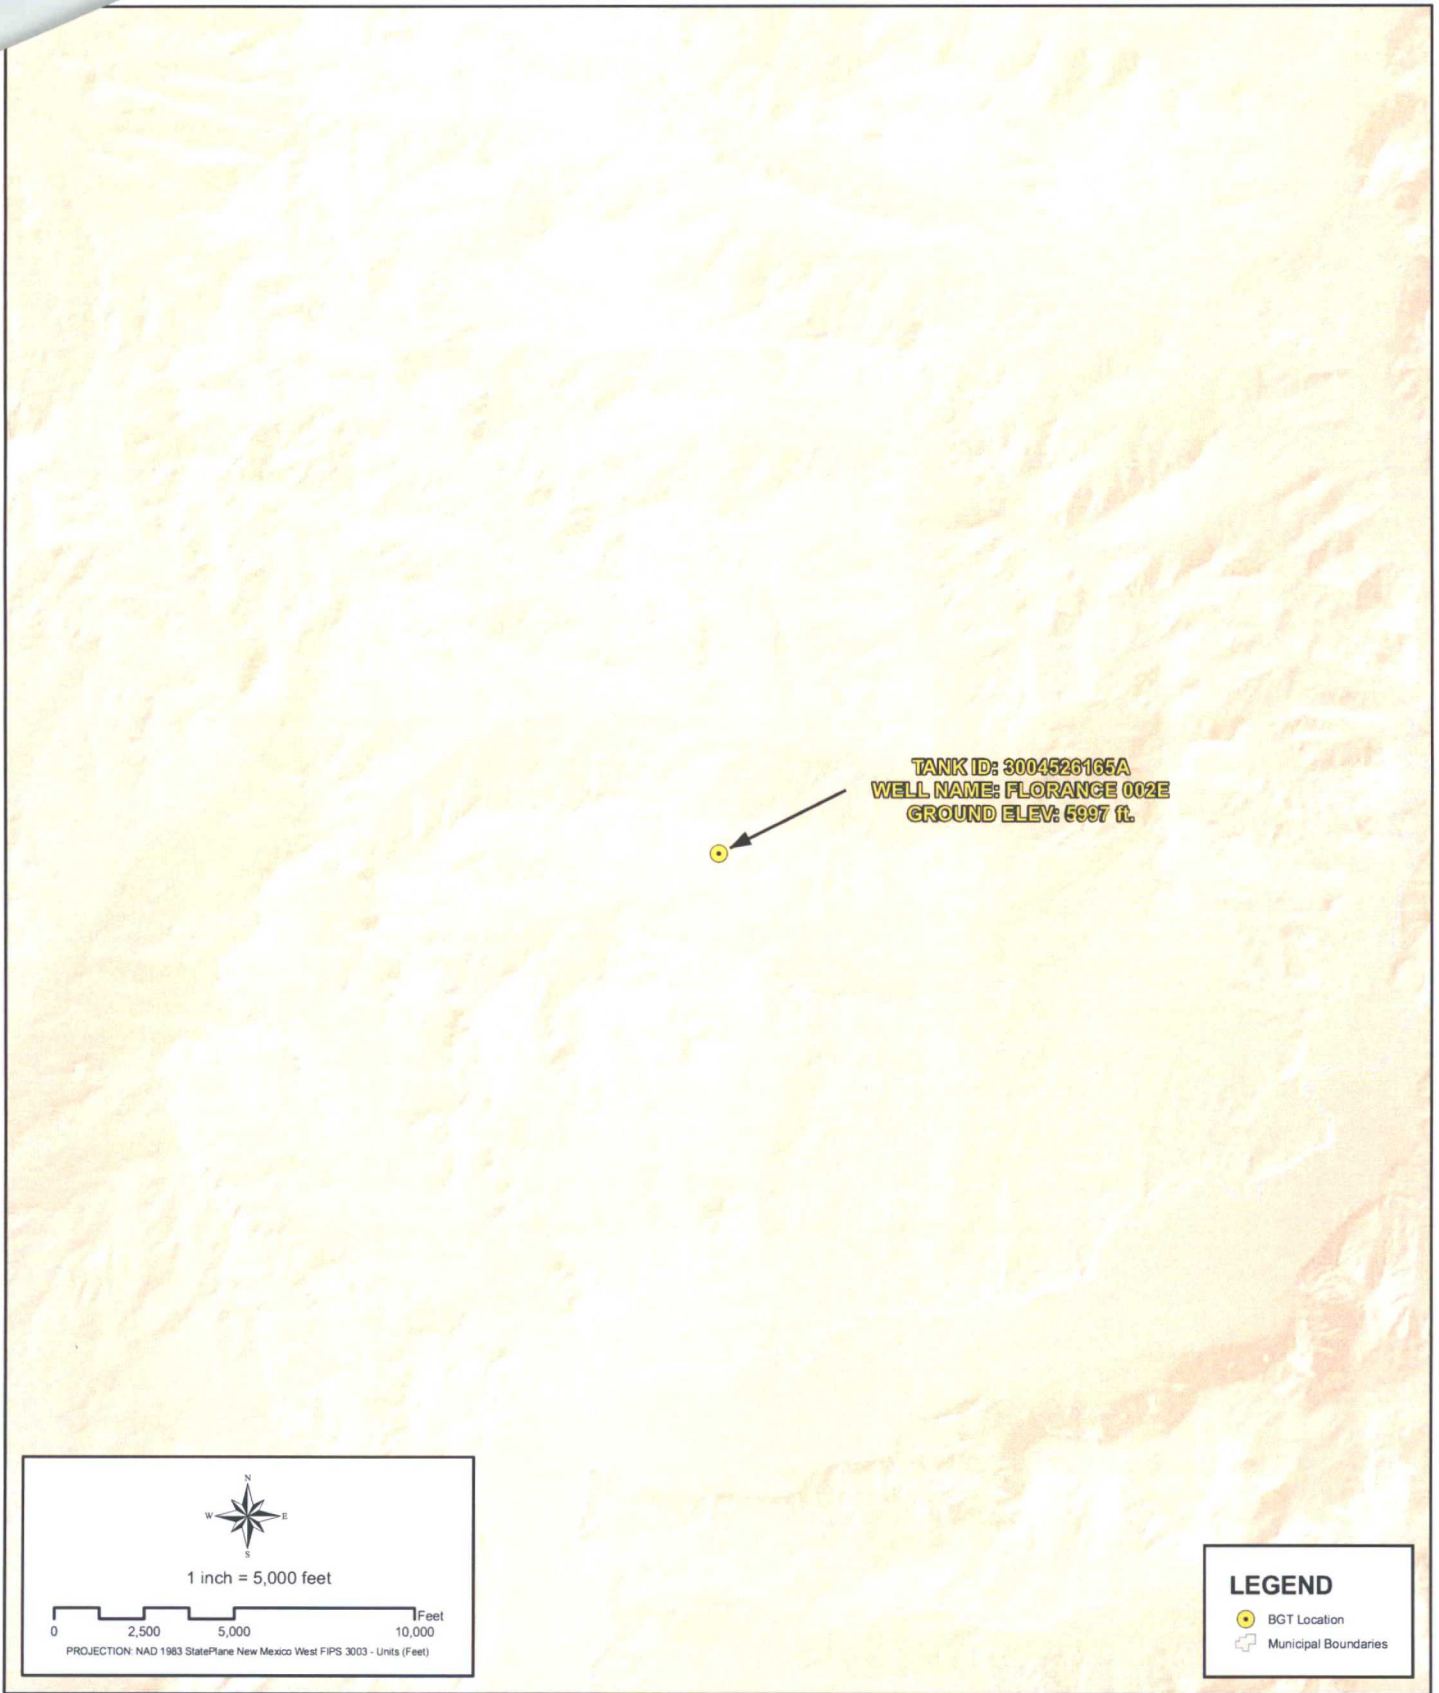 TANK ID: 3004526165A
WELL NAME: FLORANCE 002E
GROUND ELEV: 5997 ft.
N
W E
S
1 inch = 5,000 feet
Feet
0 2,500 5,000 10,000
PROJECTION: NAD 1983 StatePlane New Mexico West FIPS 3003 - Units (Feet)
LEGEND
BGT Location
Municipal Boundaries